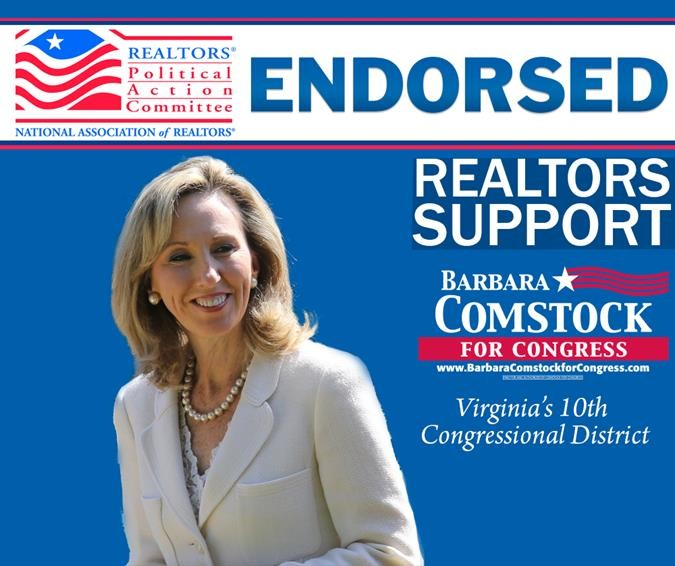 REALTORS®
Political
Action
Committee
NATIONAL ASSOCIATION of REALTORS®
ENDORSED
REALTORS
SUPPORT
BARBARA
COMSTOCK
FOR CONGRESS
www.BarbaraComstockforCongress.com
Virginia's 10th
Congressional District